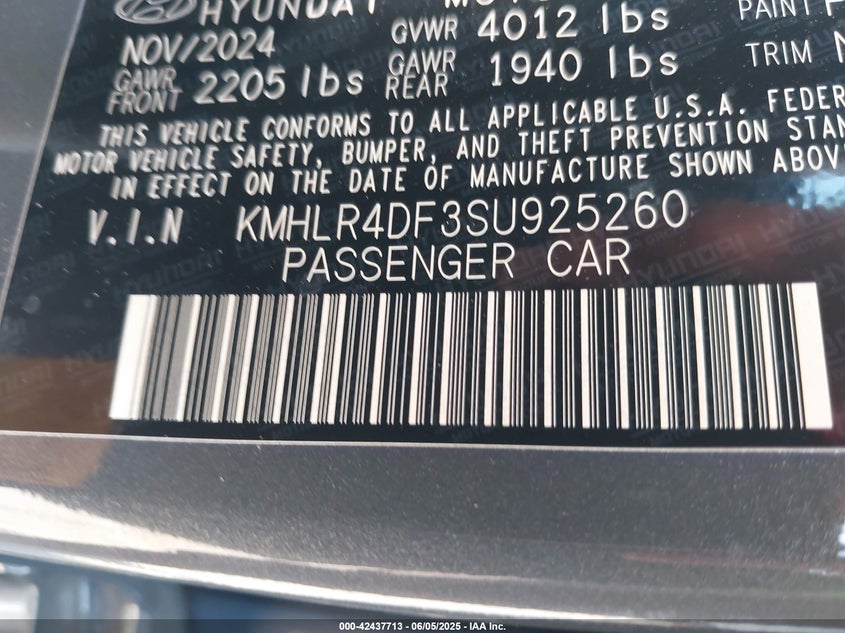 HYUNDAI
NOV/2024 GVWR 4012 lbs PAINT
GAWR FRONT 2205 lbs GAWR REAR 1940 lbs TRIM
THIS VEHICLE CONFORMS TO ALL APPLICABLE U.S.A. FEDER
MOTOR VEHICLE SAFETY, BUMPER, AND THEFT PREVENTION STAN
IN EFFECT ON THE DATE OF MANUFACTURE SHOWN ABOV
V.I.N KMHLR4DF3SU925260
PASSENGER CAR
000-42437713 - 06/05/2025 - IAA Inc.